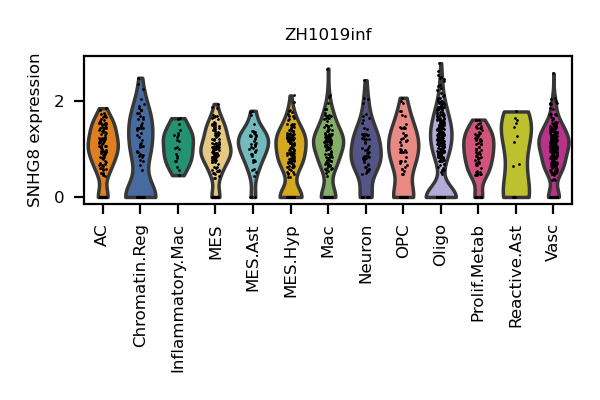 ZH1019inf
SNHG8 expression
2
0
AC
Chromatin.Reg
Inflammatory.Mac
MES
MES.Ast
MES.Hyp
Mac
Neuron
OPC
Oligo
Prolif.Metab
Reactive.Ast
Vasc